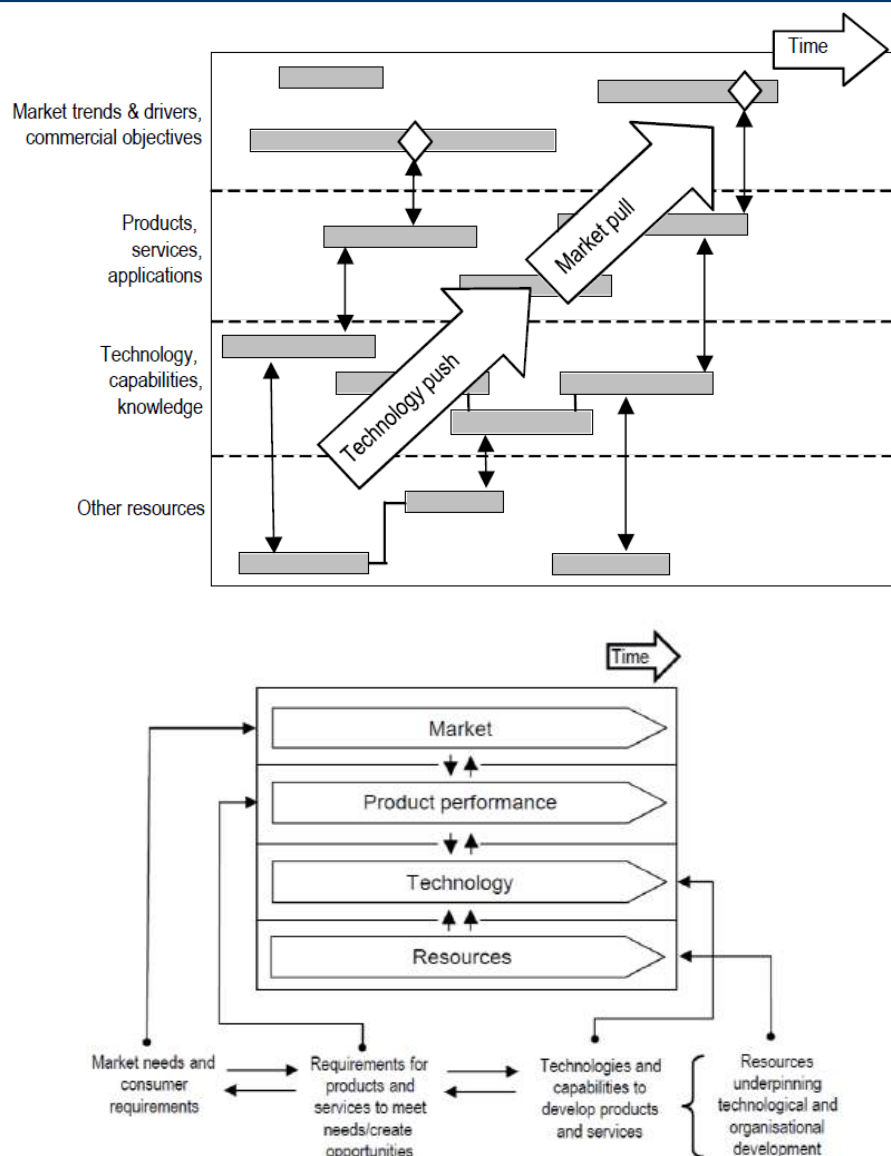 Time
Market trends & drivers,
commercial objectives
Products,
services,
applications
Market pull
Technology,
capabilities,
knowledge
Technology push
Other resources
Time
Market
Product performance
Technology
Resources
Market needs and
consumer
requirements
Requirements for
products and
services to meet
needs/create
opportunities
Technologies and
capabilities to
develop products
and services
Resources
underpinning
technological and
organisational
development